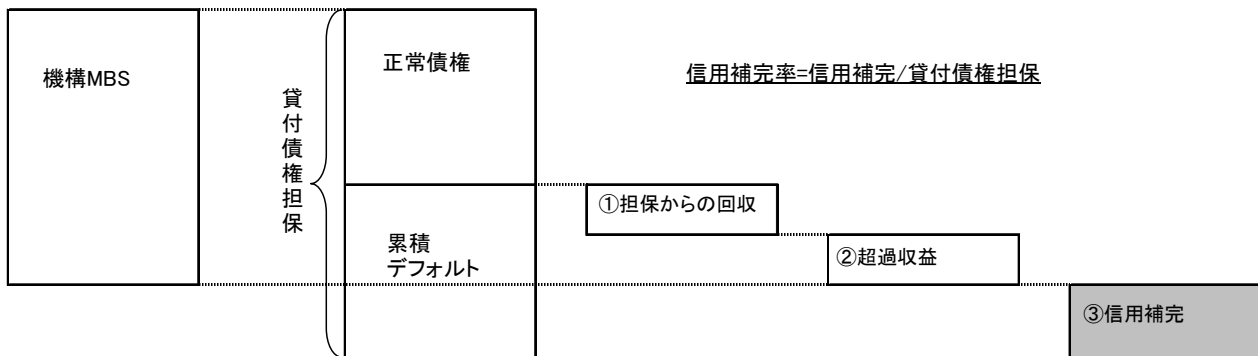 機構MBS
貸付債権担保
正常債権
信用補完率=信用補完/貸付債権担保
①担保からの回収
累積
デフォルト
②超過収益
③信用補完